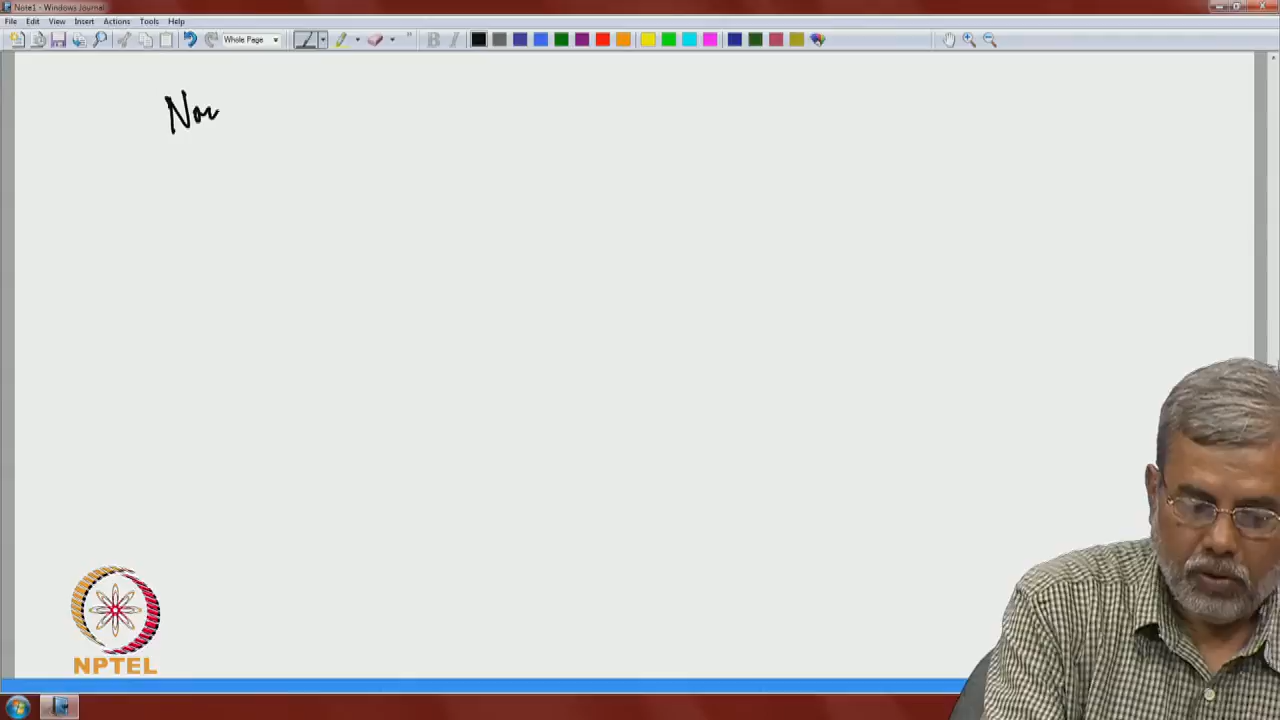 Note1 - Windows Journal
File Edit View Insert Actions Tools Help
Whole Page
B I
Nor
NPTEL